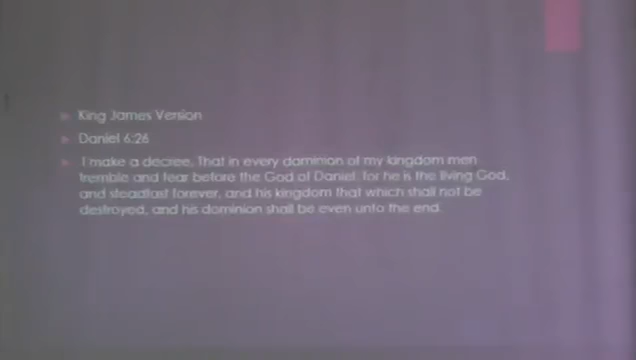 King James Version
Daniel 6:26
I make a decree, That in every dominion of my kingdom men
tremble and fear before the God of Daniel: for he is the living God,
and steadfast forever, and his kingdom that which shall not be
destroyed, and his dominion shall be even unto the end.